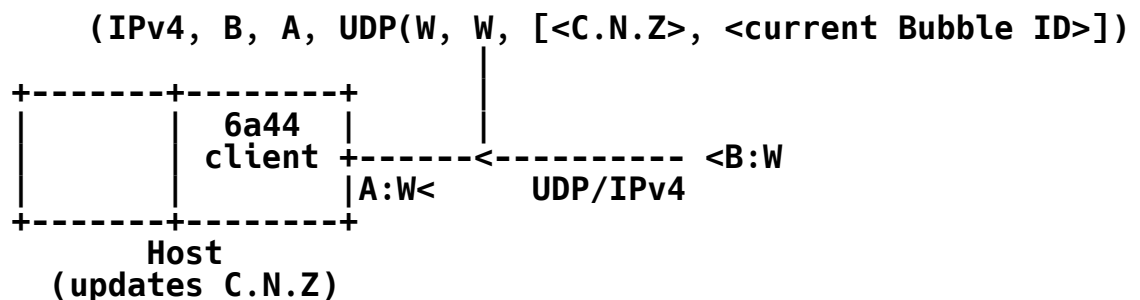 (IPv4, B, A, UDP(W, W, [<C.N.Z>, <current Bubble ID>])
                       |
+-------+--------+      |
|       |  6a44  |      |
|       | client +------<---------- <B:W
|       |        |A:W<     UDP/IPv4
+-------+--------+
Host
(updates C.N.Z)